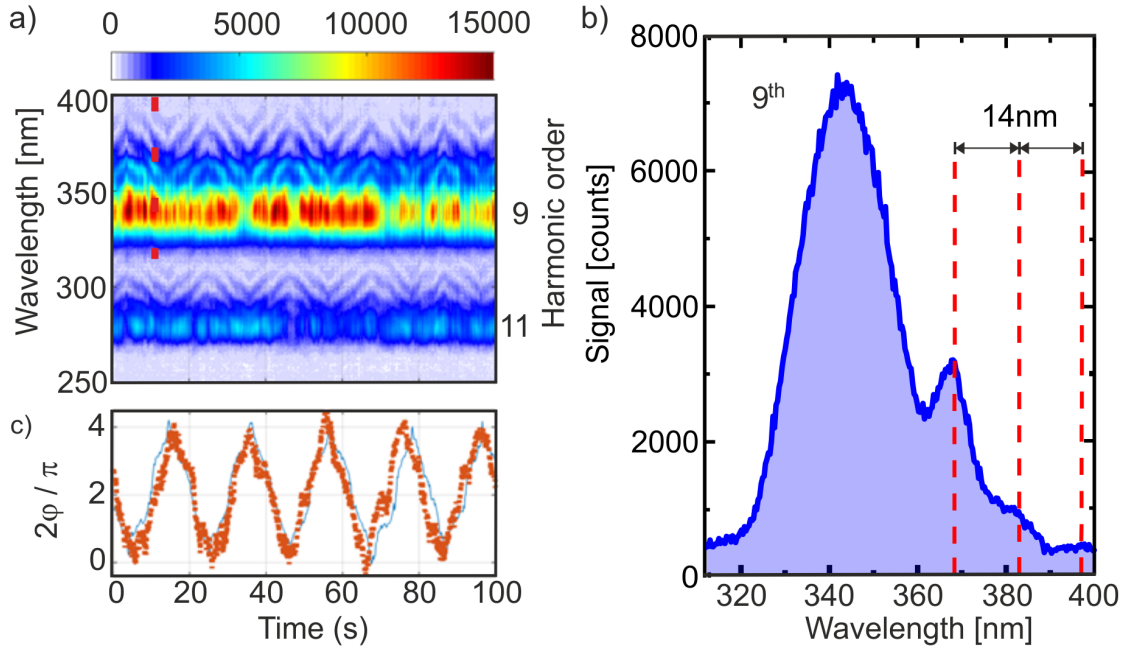 a)
0 5000 10000 15000
Wavelength [nm]
400
350
300
250
9
11
Harmonic order
b)
Signal [counts]
8000
6000
4000
2000
0
9th
14nm
320 340 360 380 400
Wavelength [nm]
c)
2φ / π
4
2
0
0 20 40 60 80 100
Time (s)